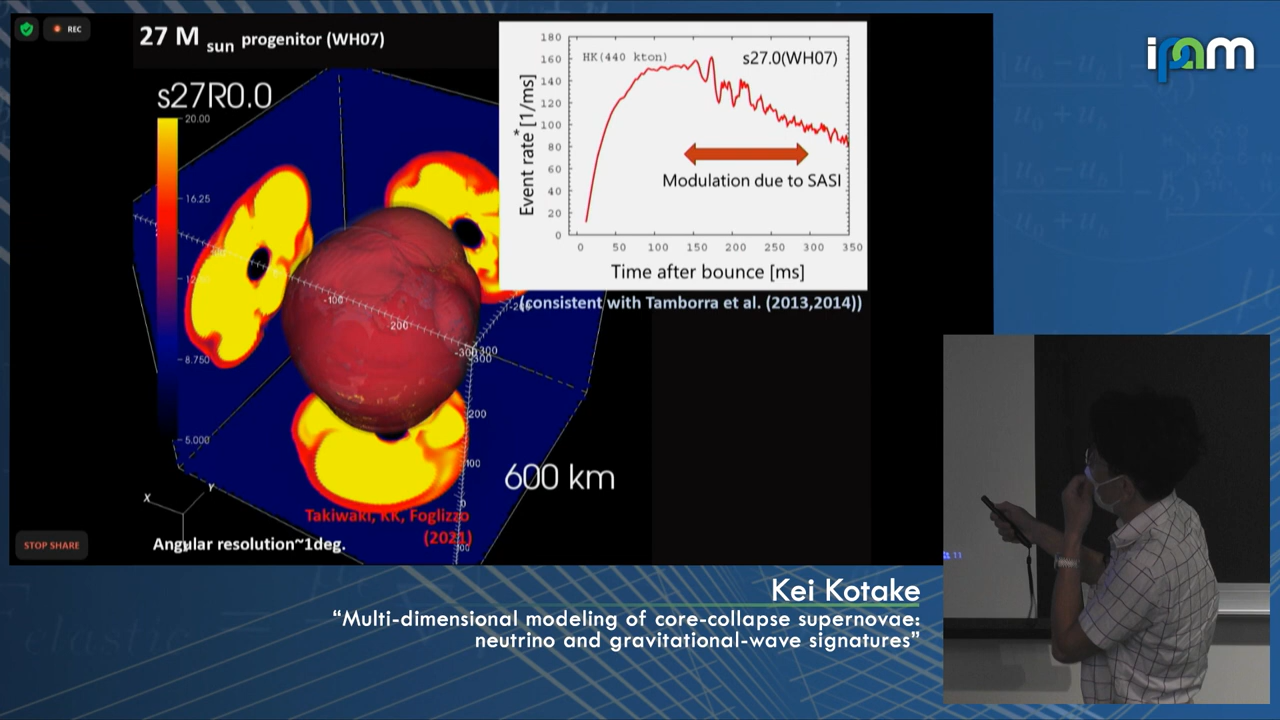 REC
27 M sun progenitor (WH07)
s27R0.0
20.00
16.25
8.750
5.000
-100
200
-300
300
300
200
100
0
X
Y
600 km
Takiwaki, KK, Foglizzo
(2021)
Angular resolution~1deg.
STOP SHARE
HK(440 kton)
s27.0(WH07)
Event rate* [1/ms]
180
160
140
120
100
80
60
40
20
0
Modulation due to SASI
0 50 100 150 200 250 300 350
Time after bounce [ms]
(consistent with Tamborra et al. (2013,2014))
ipam
11
Kei Kotake
“Multi-dimensional modeling of core-collapse supernovae:
neutrino and gravitational-wave signatures”
elastic